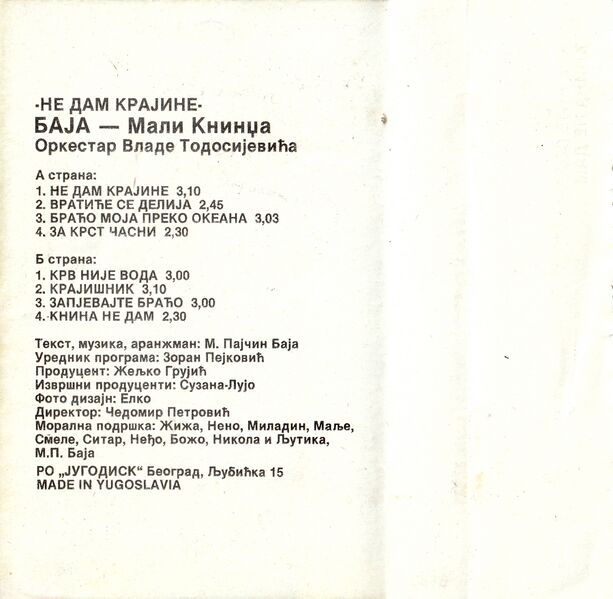 -НЕ ДАМ КРАЈИНЕ-
БАЈА — Мали Книнџа
Оркестар Владе Тодосијевића
А страна:
1. НЕ ДАМ КРАЈИНЕ 3,10
2. ВРАТИЋЕ СЕ ДЕЛИЈА 2,45
3. БРАЋО МОЈА ПРЕКО ОКЕАНА 3,03
4. ЗА КРСТ ЧАСНИ 2,30
Б страна:
1. КРВ НИЈЕ ВОДА 3,00
2. КРАЈИШНИК 3,10
3. ЗАПЈЕВАЈТЕ БРАЋО 3,00
4. КНИНА НЕ ДАМ 2,30
Текст, музика, аранжман: М. Пајчин Баја
Уредник програма: Зоран Пејковић
Продуцент: Жељко Грујић
Извршни продуценти: Сузана-Лујо
Фото дизајн: Елко
Директор: Чедомир Петровић
Морална подршка: Жижа, Нено, Миладин, Маље,
Смеле, Ситар, Неђо, Божо, Никола и Љутика,
М.П. Баја
РО „ЈУГОДИСК“ Београд, Љубићка 15
MADE IN YUGOSLAVIA